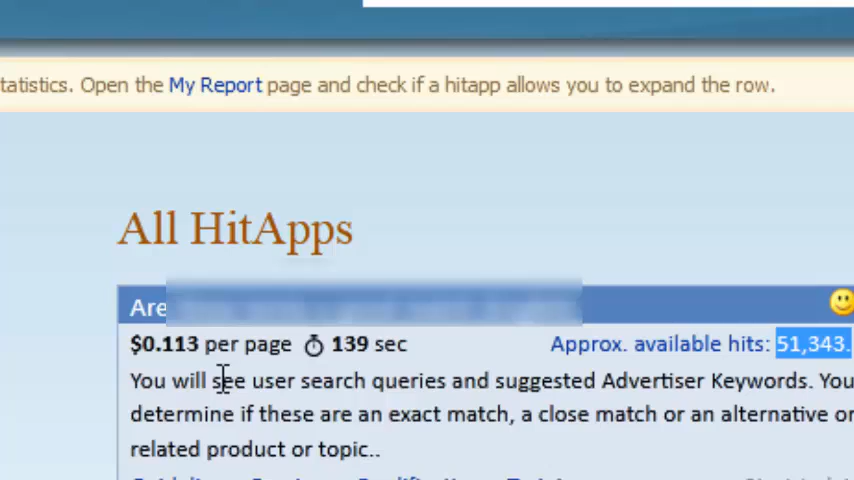 tatistics. Open the My Report page and check if a hitapp allows you to expand the row.
All HitApps
Are
$0.113 per page 139 sec Approx. available hits: 51,343.
You will see user search queries and suggested Advertiser Keywords. You
determine if these are an exact match, a close match or an alternative or
related product or topic..